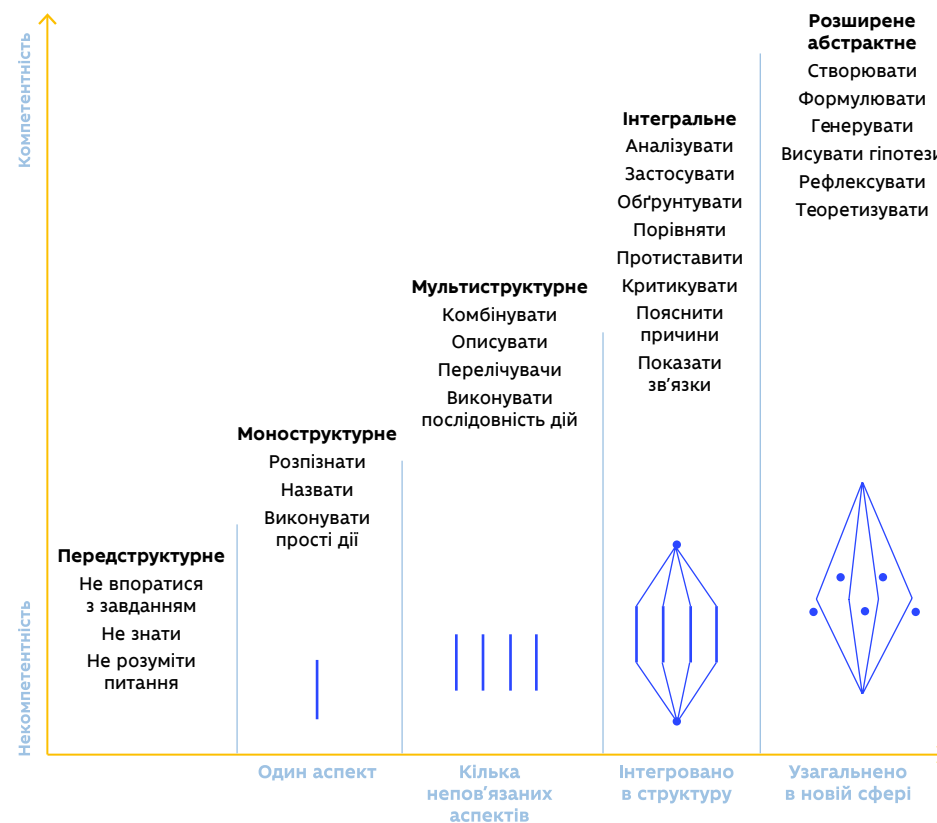 Компетентність
Некомпетентність
Передструктурне
Не впоратися
з завданням
Не знати
Не розуміти
питання
Моноструктурне
Розпізнати
Назвати
Виконувати
прості дії
Один аспект
Мультиструктурне
Комбінувати
Описувати
Перелічувачи
Виконувати
послідовність дій
Кілька
непов’язаних
аспектів
Інтегральне
Аналізувати
Застосувати
Обґрунтувати
Порівняти
Протиставити
Критикувати
Пояснити
причини
Показати
зв’язки
Інтегровано
в структуру
Розширене
абстрактне
Створювати
Формулювати
Генерувати
Висувати гіпотези
Рефлексувати
Теоретизувати
Узагальнено
в новій сфері